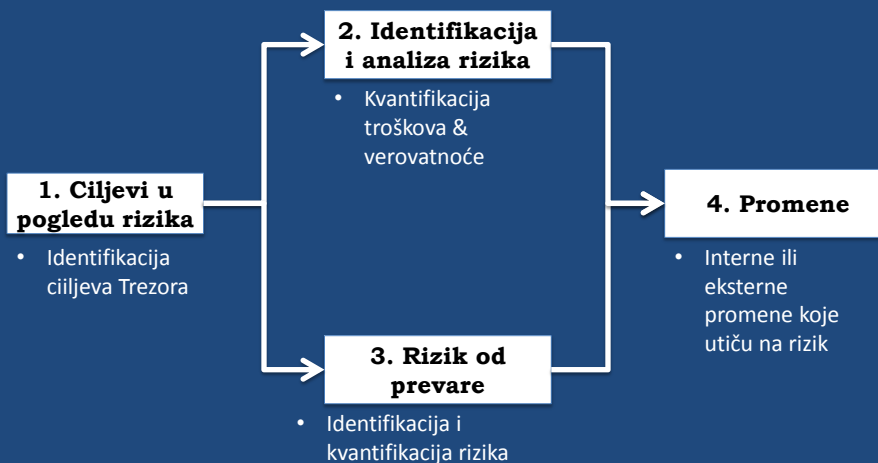 1. Ciljevi u
pogledu rizika
• Identifikacija
ciiljeva Trezora
2. Identifikacija
i analiza rizika
• Kvantifikacija
troškova &
verovatnoće
3. Rizik od
prevare
• Identifikacija i
kvantifikacija rizika
4. Promene
• Interne ili
eksterne
promene koje
utiču na rizik